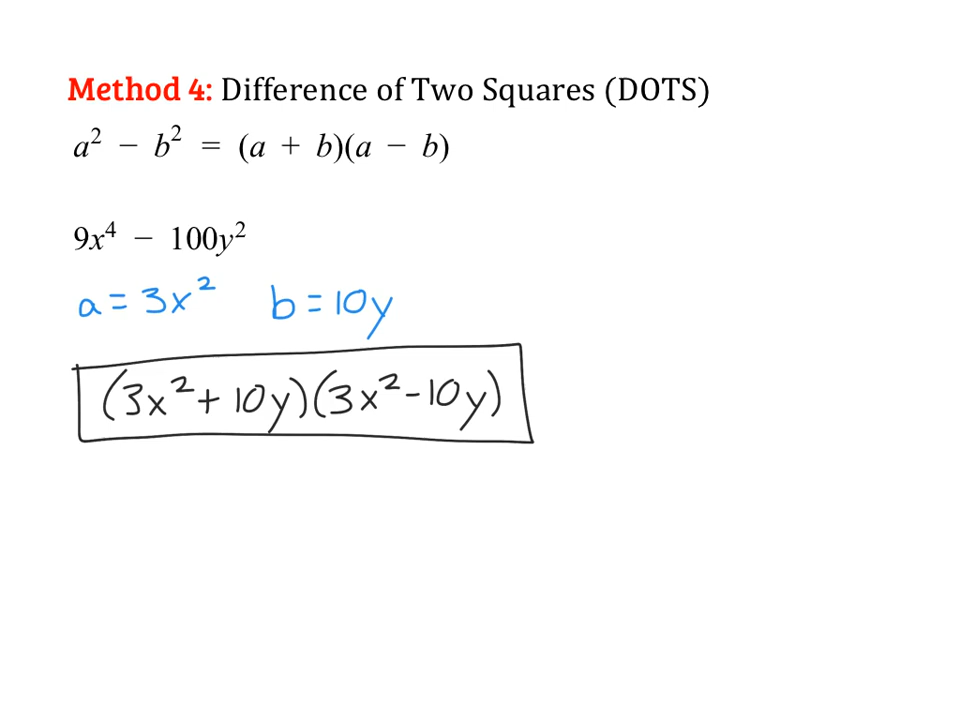 Method 4: Difference of Two Squares (DOTS)
a² − b² = (a + b)(a − b)
9x⁴ − 100y²
a = 3x² b = 10y
(3x² + 10y)(3x² - 10y)